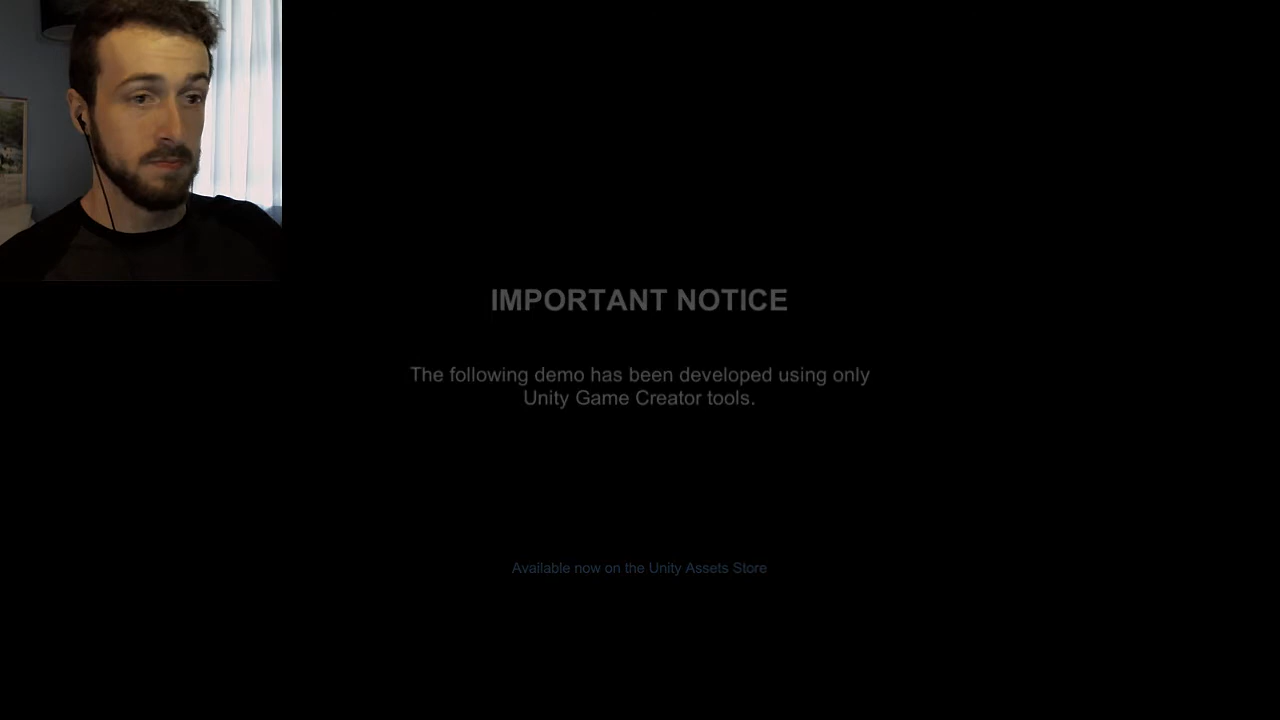 IMPORTANT NOTICE
The following demo has been developed using only
Unity Game Creator tools.
Available now on the Unity Assets Store